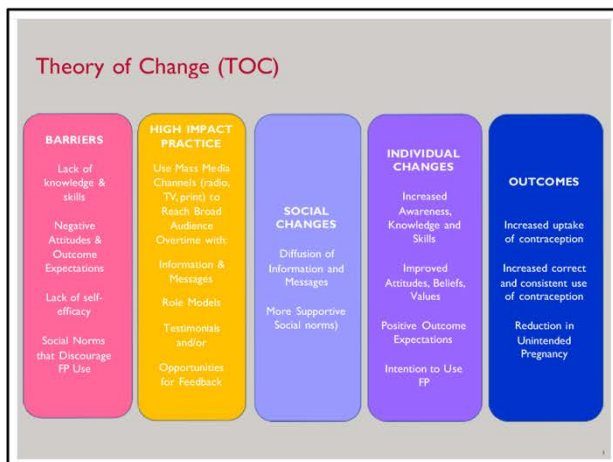 Theory of Change (TOC)
BARRIERS
Lack of
knowledge &
skills
Negative
Attitudes &
Outcome
Expectations
Lack of self-
efficacy
Social Norms
that Discourage
FP Use
HIGH IMPACT
PRACTICE
Use Mass Media
Channels (radio,
TV, print) to
Reach Broad
Audience
Overtime with:
Information &
Messages
Role Models
Testimonials
and/or
Opportunities
for Feedback
SOCIAL
CHANGES
Diffusion of
Information and
Messages
More Supportive
Social norms)
INDIVIDUAL
CHANGES
Increased
Awareness,
Knowledge and
Skills
Improved
Attitudes, Beliefs,
Values
Positive Outcome
Expectations
Intention to Use
FP
OUTCOMES
Increased uptake
of contraception
Increased correct
and consistent use
of contraception
Reduction in
Unintended
Pregnancy